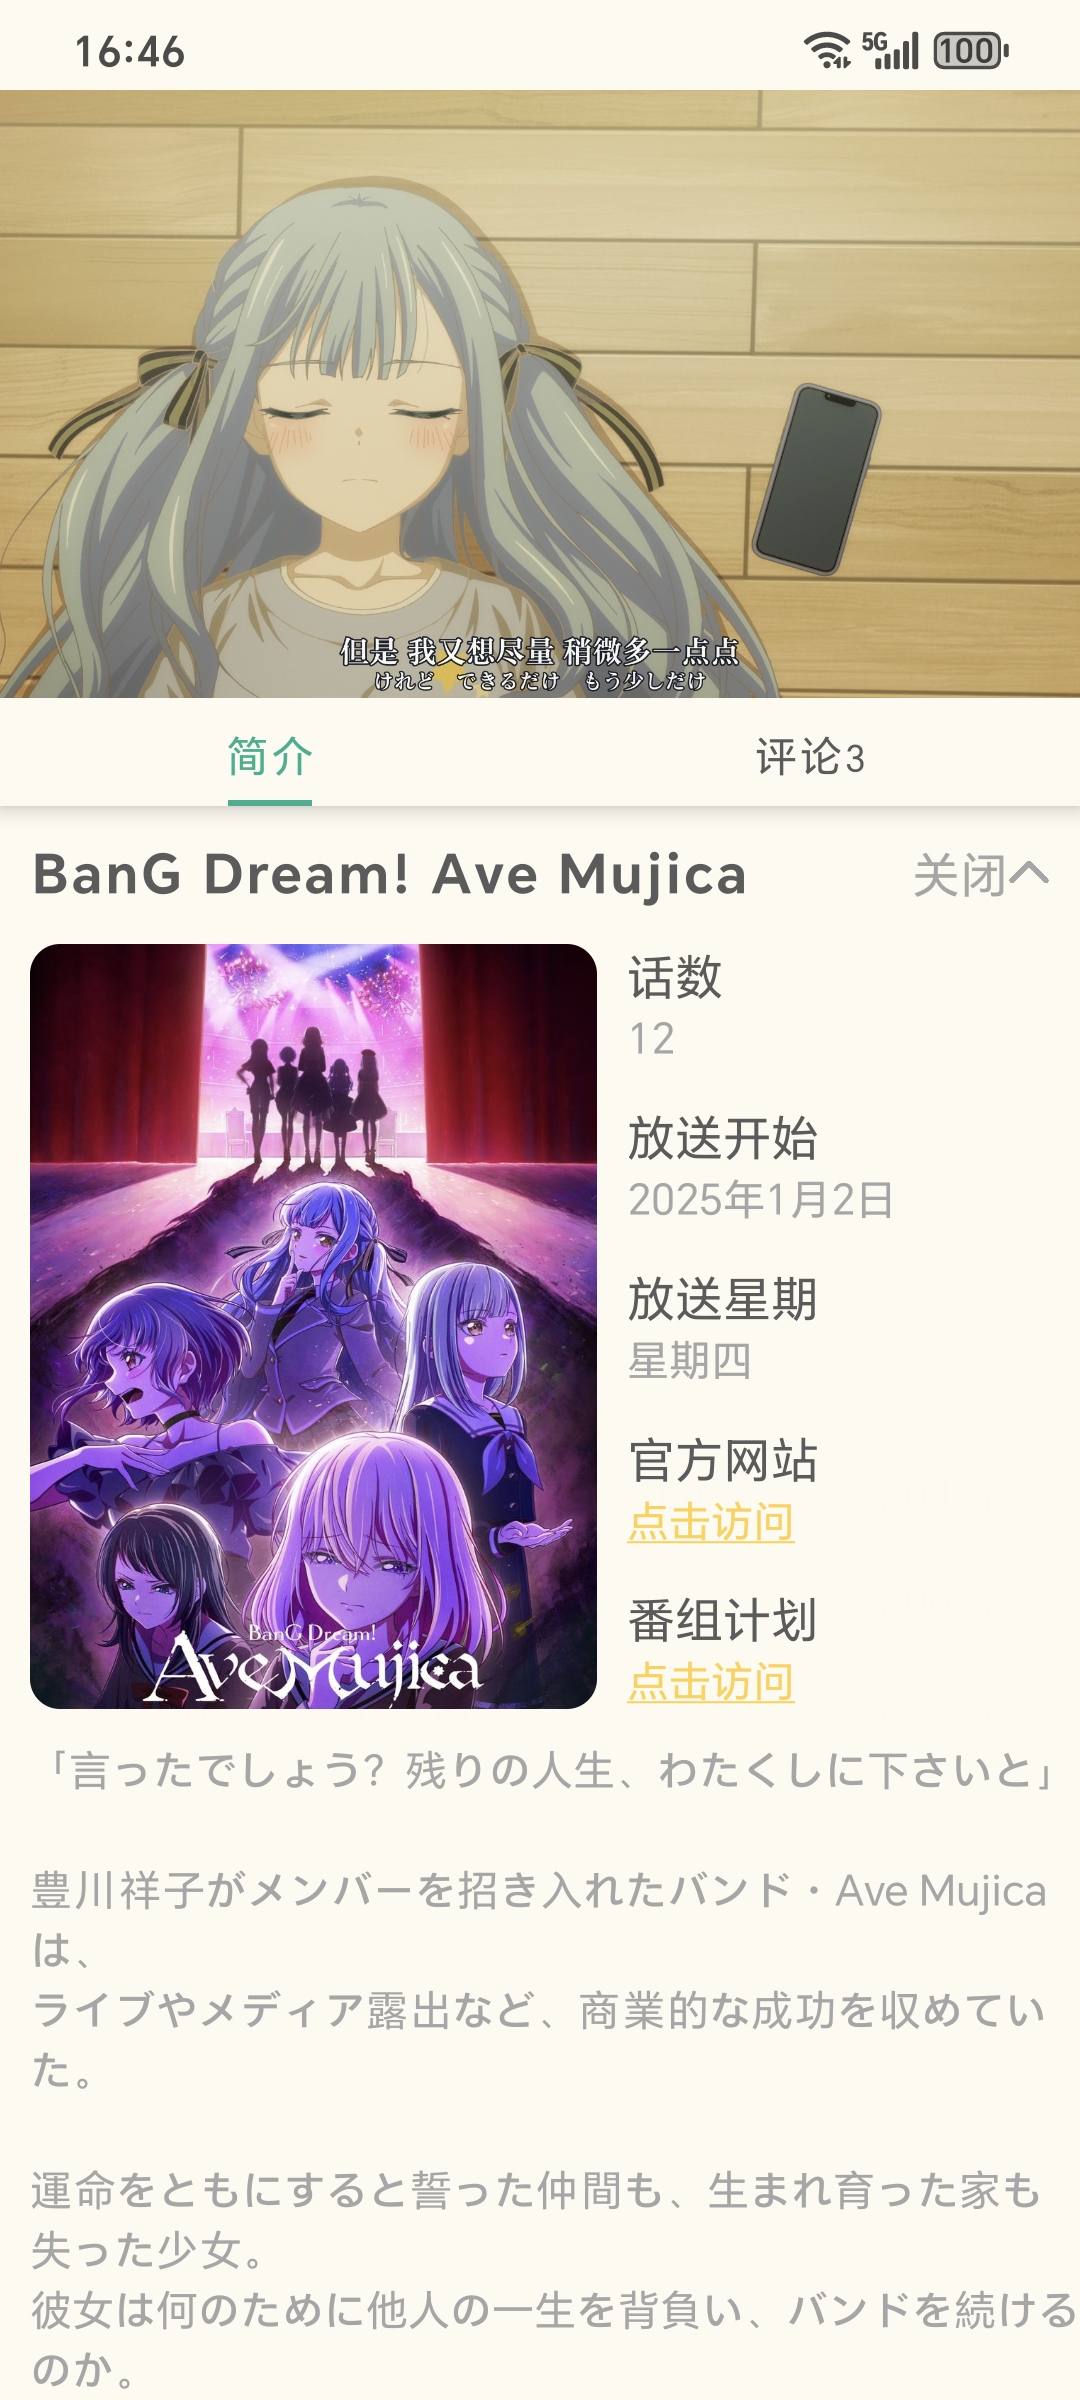 16:46
5G
100
但是 我又想尽量 稍微多一点点
けれど できるだけ もう少しだけ
简介
评论3
BanG Dream! Ave Mujica
关闭
BanG Dream!
Ave Mujica
话数
12
放送开始
2025年1月2日
放送星期
星期四
官方网站
点击访问
番组计划
点击访问
「言ったでしょう？残りの人生、わたくしに下さいと」
豊川祥子がメンバーを招き入れたバンド・Ave Mujica
は、
ライブやメディア露出など、商業的な成功を収めてい
た。
運命をともにすると誓った仲間も、生まれ育った家も
失った少女。
彼女は何のために他人の一生を背負い、バンドを続ける
のか。